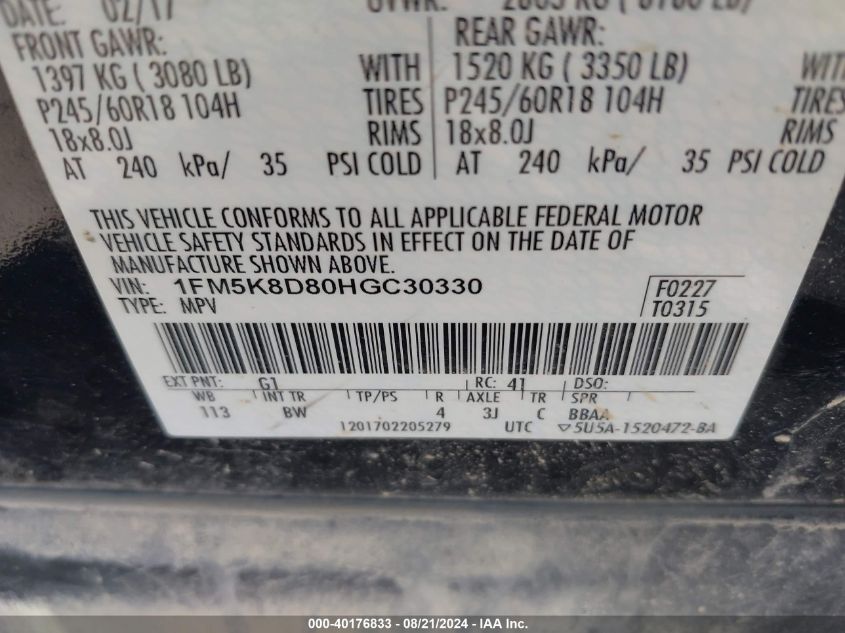 DATE: 02/17 GVWR:
FRONT GAWR: REAR GAWR:
1397 KG ( 3080 LB) WITH 1520 KG ( 3350 LB) WITH
P245/60R18 104H TIRES P245/60R18 104H TIRES
18x8.0J RIMS 18x8.0J RIMS
AT 240 kPa/ 35 PSI COLD AT 240 kPa/ 35 PSI COLD
THIS VEHICLE CONFORMS TO ALL APPLICABLE FEDERAL MOTOR
VEHICLE SAFETY STANDARDS IN EFFECT ON THE DATE OF
MANUFACTURE SHOWN ABOVE.
VIN: 1FM5K8D80HGC30330 F0227
TYPE: MPV T0315
EXT PNT: G1 RC: 41 DSO:
WB INT TR TP/PS R AXLE TR SPR
113 BW 4 3J C BBAA
1201702205279 UTC ▽5U5A-1520472-BA
000-40176833 - 08/21/2024 - IAA Inc.